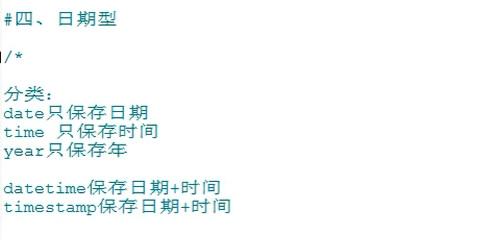 #四、日期型
/*
分类：
date只保存日期
time 只保存时间
year只保存年
datetime保存日期+时间
timestamp保存日期+时间